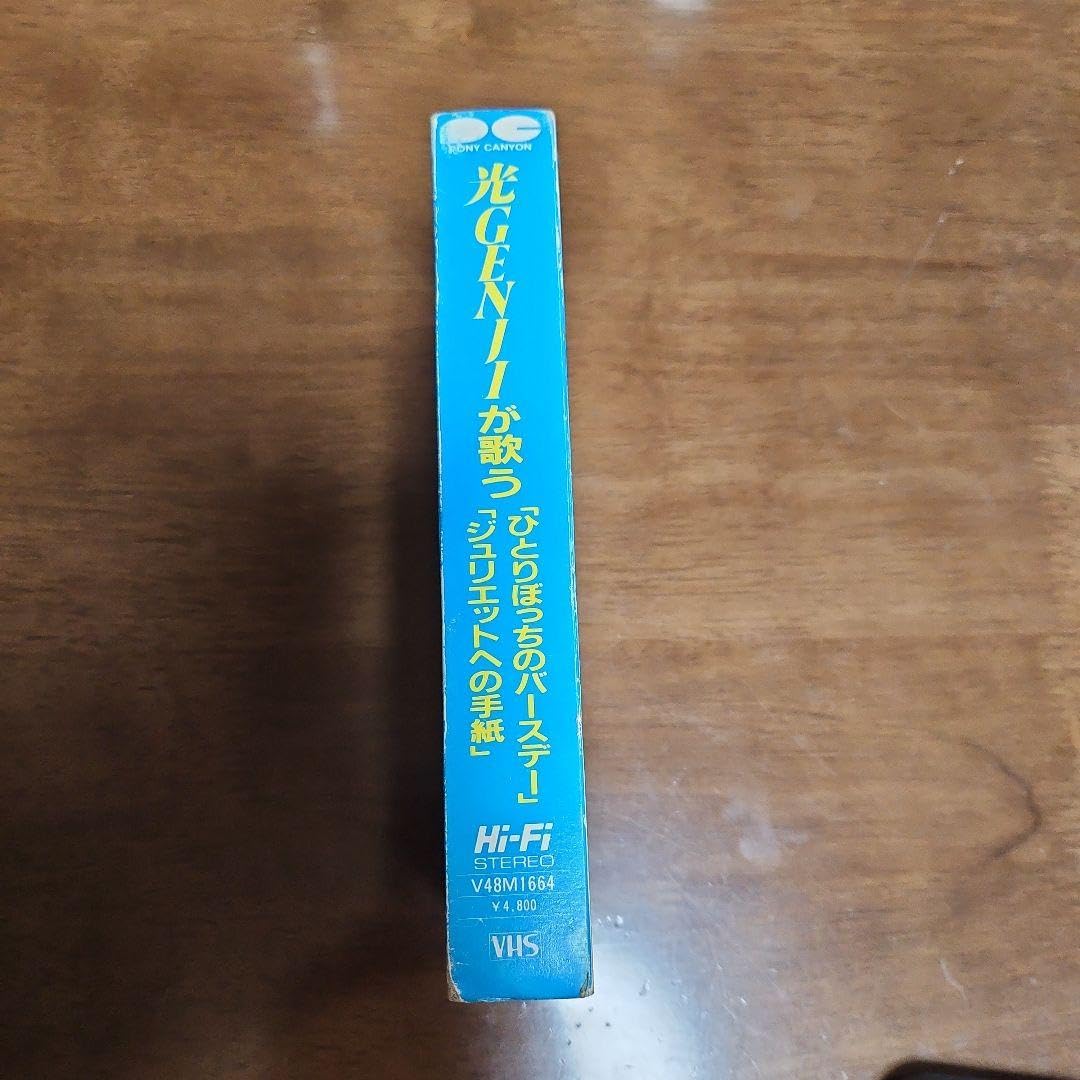 PONY CANYON
光GENJIが歌う
「ひとりぼっちのバースデー」
「ジュリエットへの手紙」
Hi-Fi
STEREO
V48M1664
¥4,800
VHS